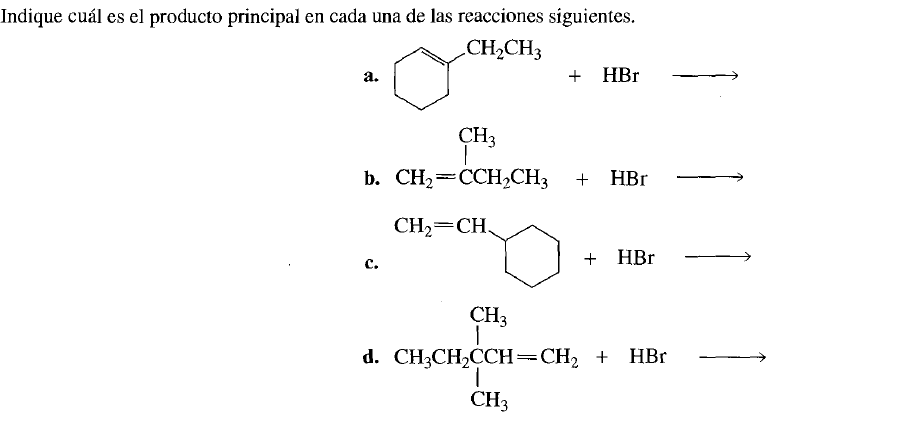 Indique cuál es el producto principal en cada una de las reacciones siguientes.
CH₂CH₃
a. + HBr ⟶
CH₃
b. CH₂=CCH₂CH₃ + HBr ⟶
CH₂=CH
c. + HBr ⟶
CH₃
d. CH₃CH₂CCH=CH₂ + HBr ⟶
CH₃